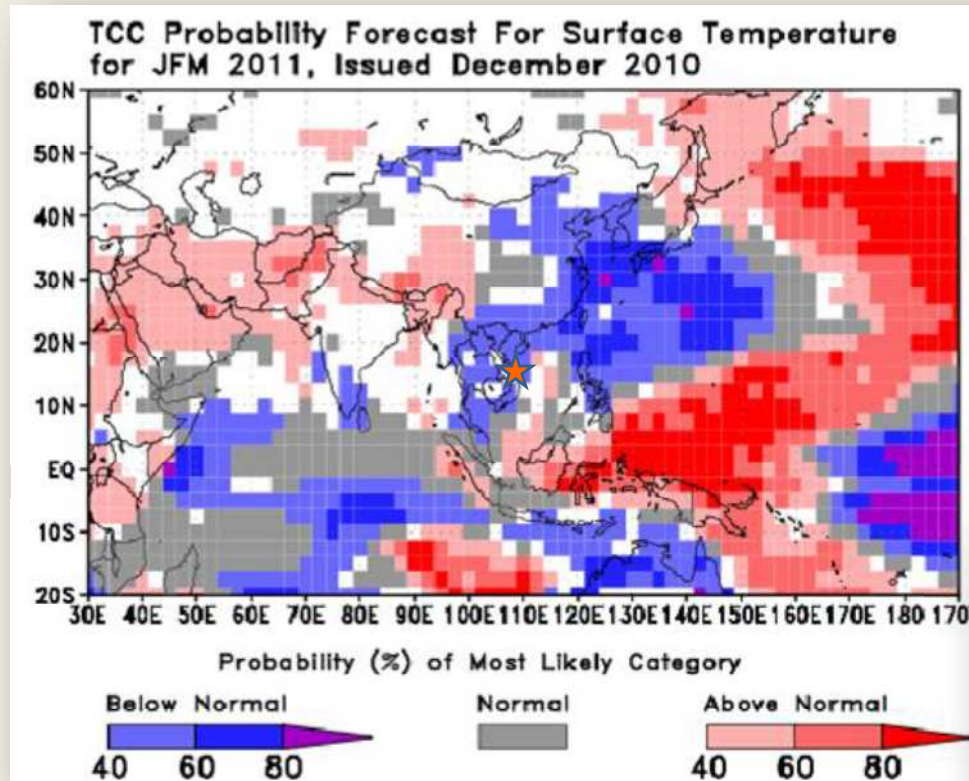 TCC Probability Forecast For Surface Temperature
for JFM 2011, Issued December 2010
60N
50N
40N
30N
20N
10N
EQ
10S
20S
30E 40E 50E 60E 70E 80E 90E 100E 110E 120E 130E 140E 150E 160E 170E 180 170
Probability (%) of Most Likely Category
Below Normal Normal Above Normal
40 60 80 40 60 80